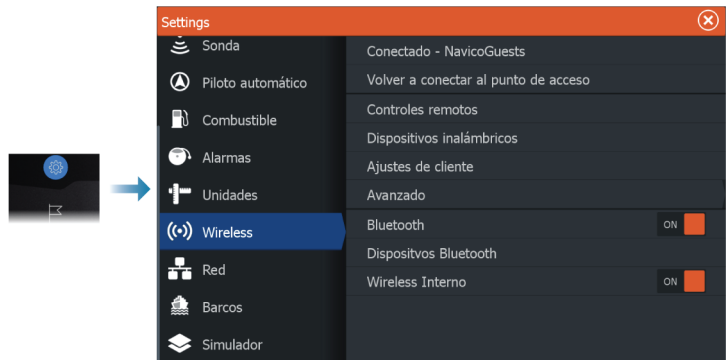 Settings
Sonda
Piloto automático
Combustible
Alarmas
Unidades
Wireless
Red
Barcos
Simulador
Conectado - NavicoGuests
Volver a conectar al punto de acceso
Controles remotos
Dispositivos inalámbricos
Ajustes de cliente
Avanzado
Bluetooth ON
Dispositvos Bluetooth
Wireless Interno ON